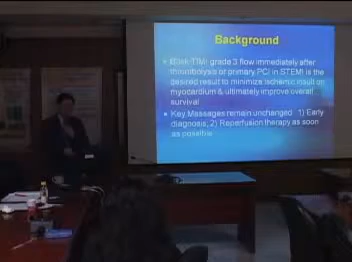 Background
Brisk TIMI grade 3 flow immediately after
thrombolysis or primary PCI in STEMI is the
desired result to minimize ischemic insult on
myocardium & ultimately improve overall
survival
Key Massages remain unchanged 1) Early
diagnosis, 2) Reperfusion therapy as soon
as possible